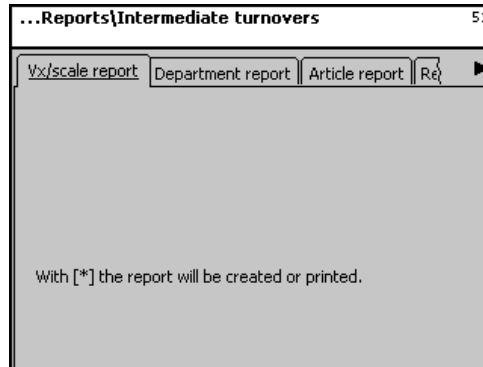 ...Reports\Intermediate turnovers
Vx/scale report Department report Article report
With [*] the report will be created or printed.